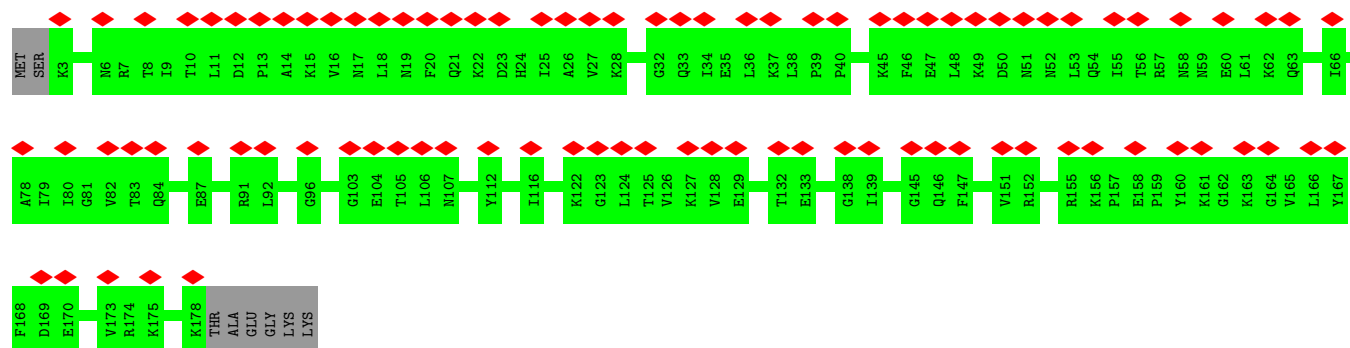 MET SER K3 N6 R7 T8 I9 T10 L11 D12 P13 A14 K15 V16 N17 L18 N19 F20 Q21 K22 D23 H24 I25 A26 V27 K28 G32 Q33 I34 E35 L36 K37 L38 P39 P40 K45 F46 E47 L48 K49 D50 N51 N52 L53 Q54 I55 T56 R57 N58 N59 E60 L61 K62 Q63 I66
A78 I79 I80 G81 V82 T83 Q84 E87 R91 L92 G96 G103 E104 T105 L106 N107 Y112 I116 K122 G123 L124 T125 V126 K127 V128 E129 T132 E133 G138 I139 G145 Q146 F147 V151 R152 R155 K156 P157 E158 P159 Y160 K161 G162 K163 G164 V165 L166 Y167
F168 D169 E170 V173 R174 K175 K178 THR ALA GLU GLY LYS LYS